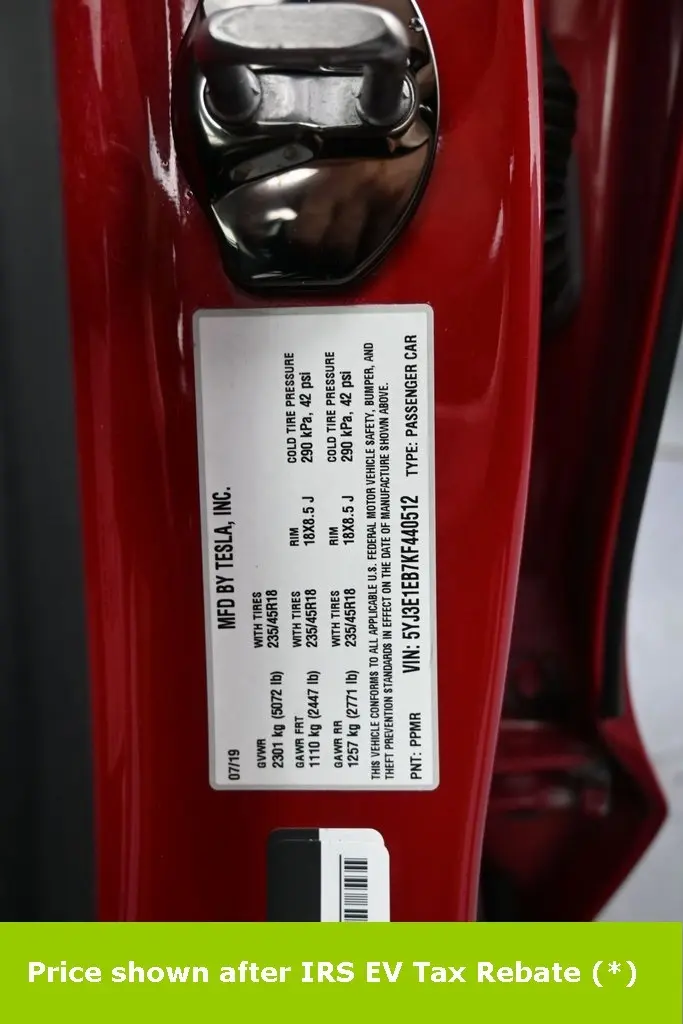 07/19
MFD BY TESLA, INC.
GVWR
2301 kg (5072 lb)
WITH TIRES
235/45R18
GAWR FRT
1110 kg (2447 lb)
WITH TIRES
235/45R18
RIM
18X8.5 J
COLD TIRE PRESSURE
290 kPa, 42 psi
GAWR RR
1257 kg (2771 lb)
WITH TIRES
235/45R18
RIM
18X8.5 J
COLD TIRE PRESSURE
290 kPa, 42 psi
THIS VEHICLE CONFORMS TO ALL APPLICABLE U.S. FEDERAL MOTOR VEHICLE SAFETY, BUMPER, AND
THEFT PREVENTION STANDARDS IN EFFECT ON THE DATE OF MANUFACTURE SHOWN ABOVE.
PNT: PPMR VIN: 5YJ3E1EB7KF440512 TYPE: PASSENGER CAR
Price shown after IRS EV Tax Rebate (*)